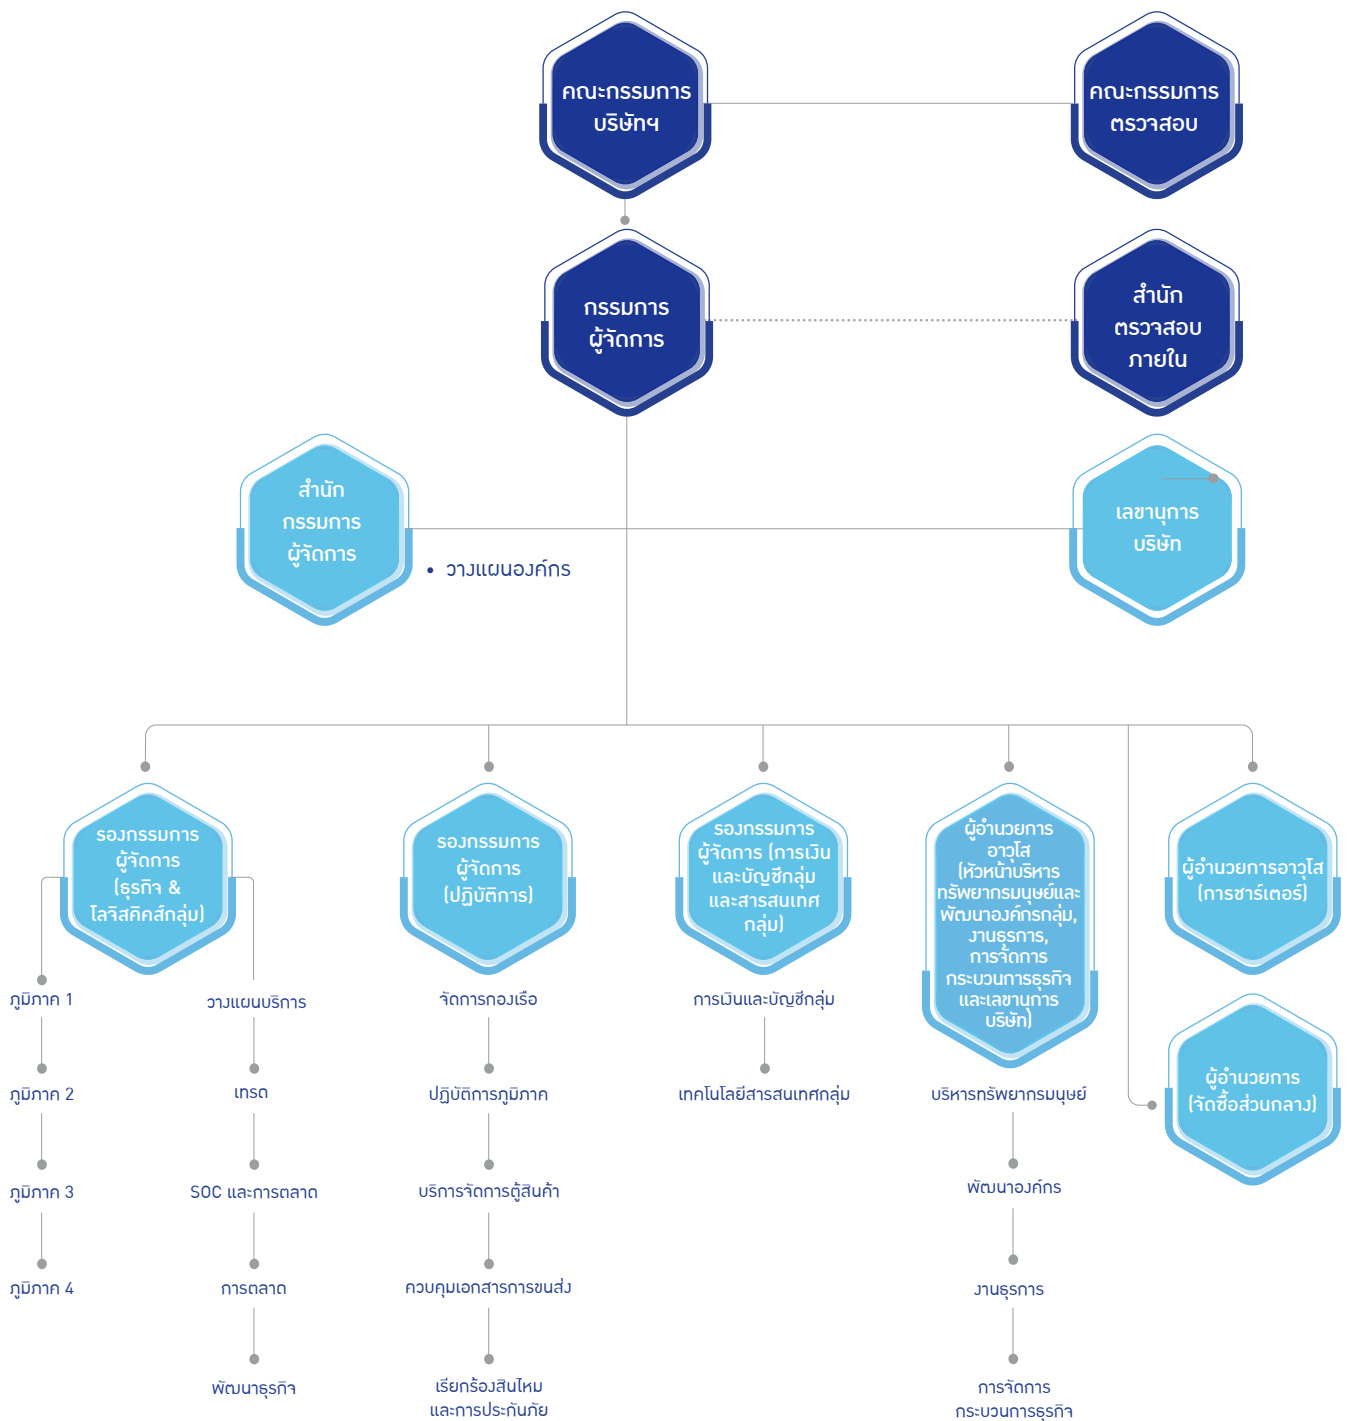 คณะกรรมการ
บริษัทฯ
คณะกรรมการ
ตรวจสอบ
กรรมการ
ผู้จัดการ
สำนัก
ตรวจสอบ
ภายใน
สำนัก
กรรมการ
ผู้จัดการ
• วางแผนองค์กร
เลขานุการ
บริษัท
รองกรรมการ
ผู้จัดการ
(ธุรกิจ &
โลจิสคิคส์กลุ่ม)
ภูมิภาค 1
ภูมิภาค 2
ภูมิภาค 3
ภูมิภาค 4
วางแผนบริการ
เทรด
SOC และการตลาด
การตลาด
พัฒนาธุรกิจ
รองกรรมการ
ผู้จัดการ
(ปฏิบัติการ)
จัดการกองเรือ
ปฏิบัติการภูมิภาค
บริการจัดการตู้สินค้า
ควบคุมเอกสารการขนส่ง
เรียกร้องสินไหม
และการประกันภัย
รองกรรมการ
ผู้จัดการ (การเงิน
และบัญชีกลุ่ม
และสารสนเทศ
กลุ่ม)
การเงินและบัญชีกลุ่ม
เทคโนโลยีสารสนเทศกลุ่ม
ผู้อำนวยการ
อาวุโส
(หัวหน้าบริหาร
ทรัพยากรมนุษย์และ
พัฒนาองค์กรกลุ่ม,
งานธุรการ,
การจัดการ
กระบวนการธุรกิจ
และเลขานุการ
บริษัท)
บริหารทรัพยากรมนุษย์
พัฒนาองค์กร
งานธุรการ
การจัดการ
กระบวนการธุรกิจ
ผู้อำนวยการอาวุโส
(การชาร์เตอร์)
ผู้อำนวยการ
(จัดซื้อส่วนกลาง)